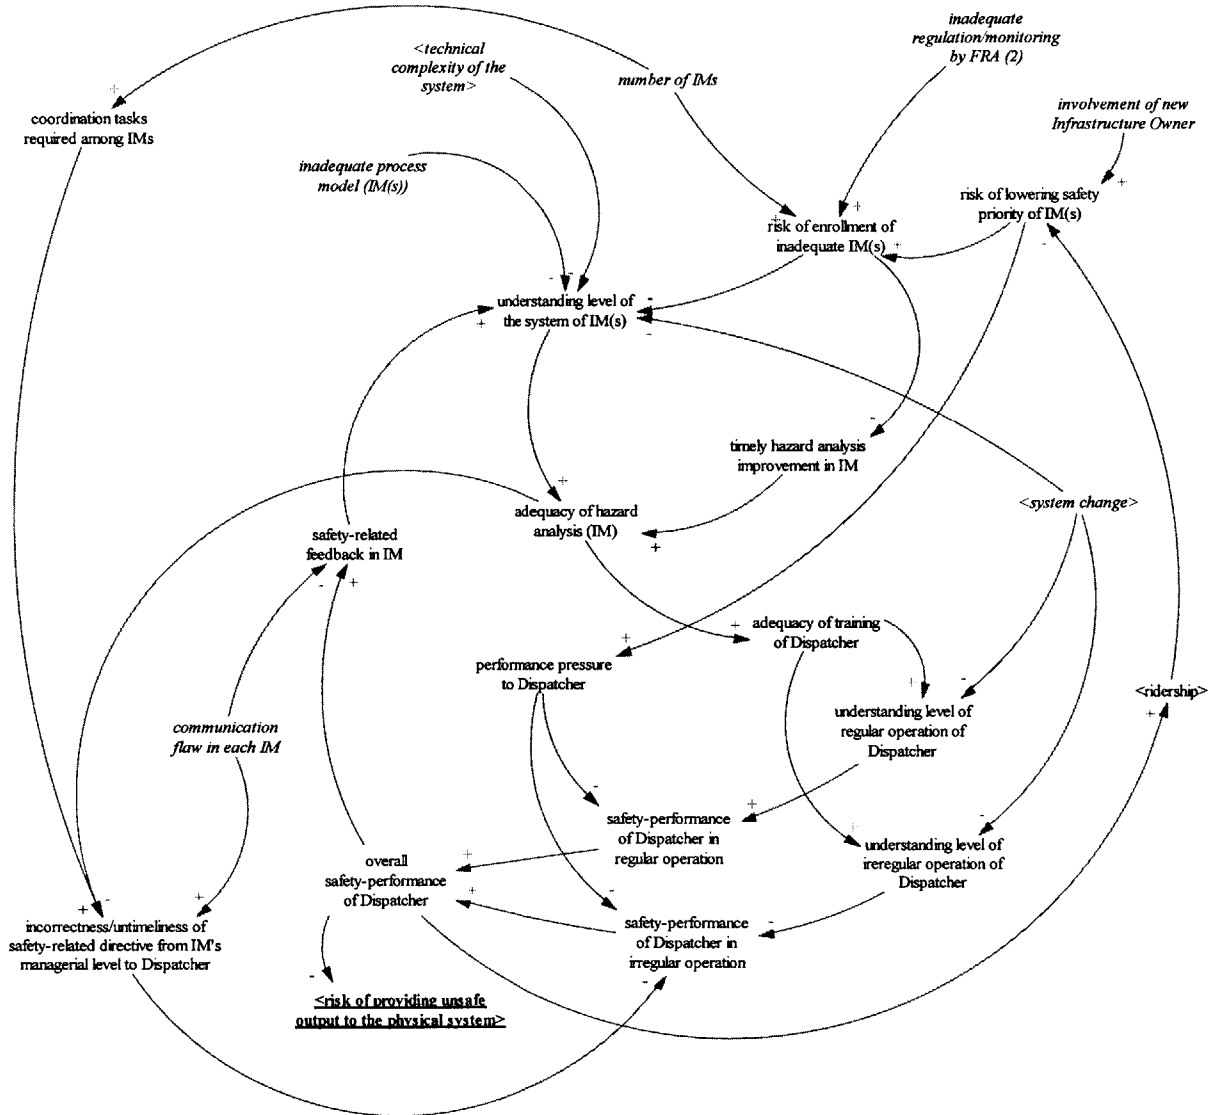 inadequate
regulation/monitoring
by FRA (2)
<technical
complexity of the
system>
number of IMs
involvement of new
Infrastructure Owner
coordination tasks
required among IMs
inadequate process
model (IM(s))
risk of lowering safety
priority of IM(s)
risk of enrollment of
inadequate IM(s)
understanding level of
the system of IM(s)
timely hazard analysis
improvement in IM
<system change>
adequacy of hazard
analysis (IM)
safety-related
feedback in IM
adequacy of training
of Dispatcher
performance pressure
to Dispatcher
<ridership>
understanding level of
regular operation of
Dispatcher
communication
flaw in each IM
safety-performance
of Dispatcher in
regular operation
understanding level of
ireregular operation of
Dispatcher
overall
safety-performance
of Dispatcher
safety-performance
of Dispatcher in
irregular operation
incorrectness/untimeliness of
safety-related directive from IM's
managerial level to Dispatcher
<risk of providing unsafe
output to the physical system>